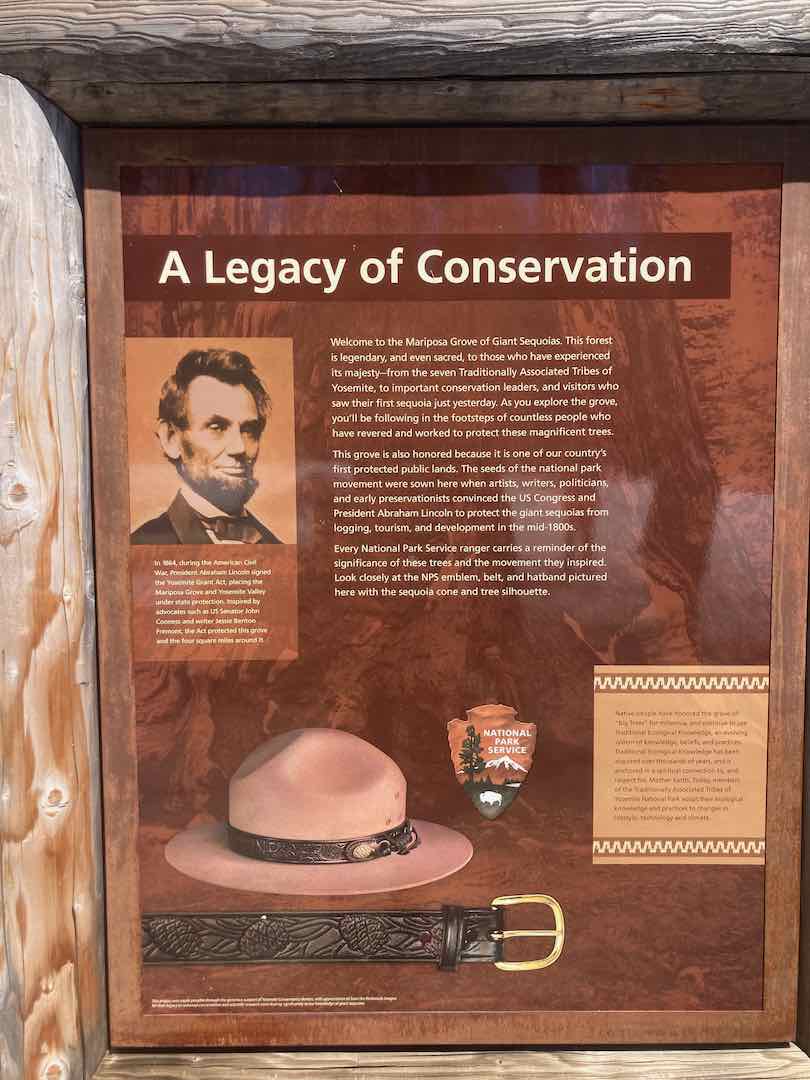 A Legacy of Conservation
Welcome to the Mariposa Grove of Giant Sequoias. This forest
is legendary, and even sacred, to those who have experienced
its majesty—from the seven Traditionally Associated Tribes of
Yosemite, to important conservation leaders, and visitors who
saw their first sequoia just yesterday. As you explore the grove,
you'll be following in the footsteps of countless people who
have revered and worked to protect these magnificent trees.
This grove is also honored because it is one of our country's
first protected public lands. The seeds of the national park
movement were sown here when artists, writers, politicians,
and early preservationists convinced the US Congress and
President Abraham Lincoln to protect the giant sequoias from
logging, tourism, and development in the mid-1800s.
Every National Park Service ranger carries a reminder of the
significance of these trees and the movement they inspired.
Look closely at the NPS emblem, belt, and hatband pictured
here with the sequoia cone and tree silhouette.
In 1864, during the American Civil
War, President Abraham Lincoln signed
the Yosemite Grant Act, placing the
Mariposa Grove and Yosemite Valley
under state protection. Inspired by
advocates such as US Senator John
Conness and writer Jessie Benton
Fremont, the Act protected this grove
and the four square miles around it.
NATIONAL
PARK
SERVICE
Native people have honored the grove of
"Big Trees" for millennia, and continue to use
Traditional Ecological Knowledge, an evolving
system of knowledge, beliefs, and practices.
Traditional Ecological Knowledge has been
acquired over thousands of years, and is
anchored in a spiritual connection to, and
respect for, Mother Earth. Today, members
of the Traditionally Associated Tribes of
Yosemite National Park adapt their ecological
knowledge and practices to changes in
lifestyle, technology and climate.
This project was made possible through the generous support of Yosemite Conservancy donors, with appreciation